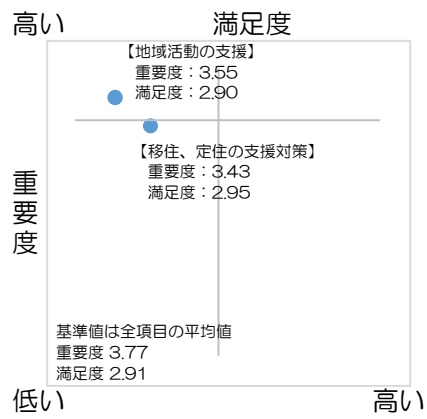 高い
満足度
【地域活動の支援】
重要度：3.55
満足度：2.90
【移住、定住の支援対策】
重要度：3.43
満足度：2.95
重要度
基準値は全項目の平均値
重要度 3.77
満足度 2.91
低い
高い